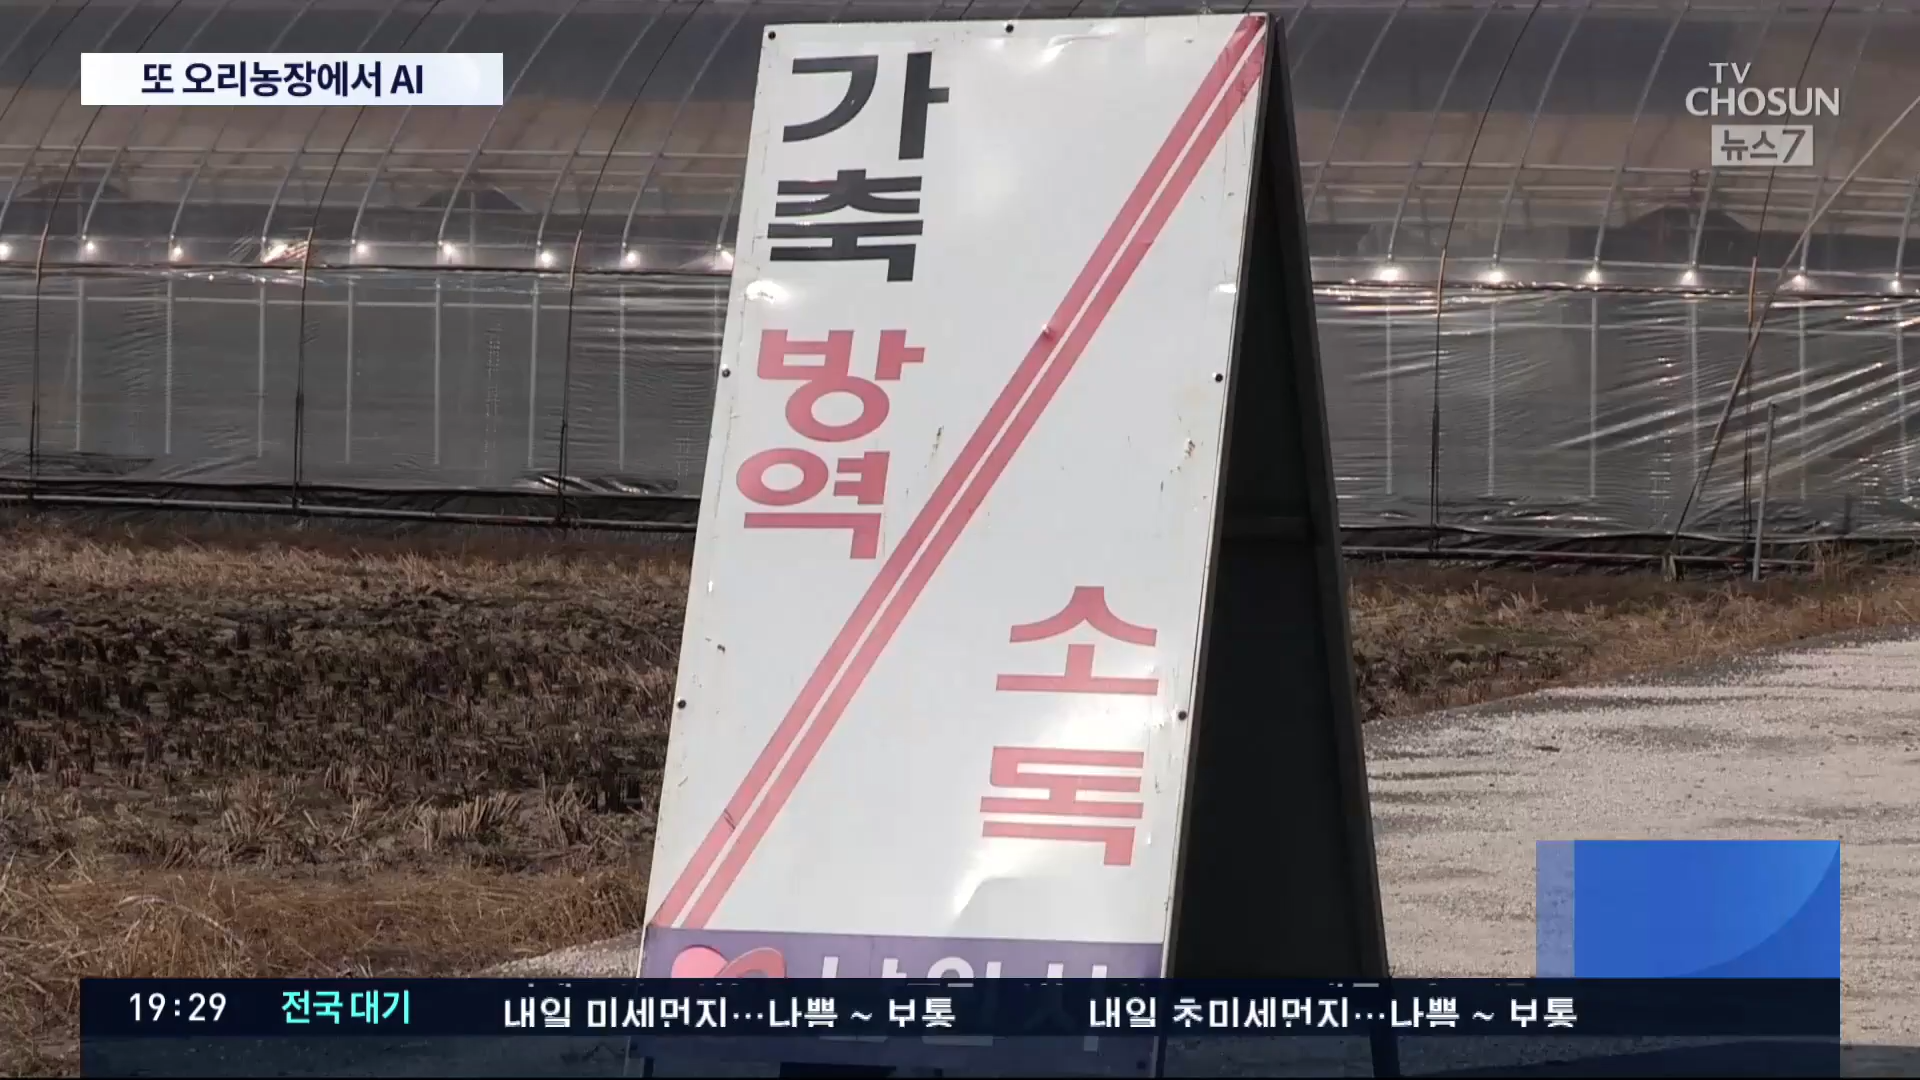 또 오리농장에서 AI
TV
CHOSUN
뉴스7
가축
방역
소독
19:29
전국 대기
내일 미세먼지…나쁨 ~ 보통
내일 초미세먼지…나쁨 ~ 보통